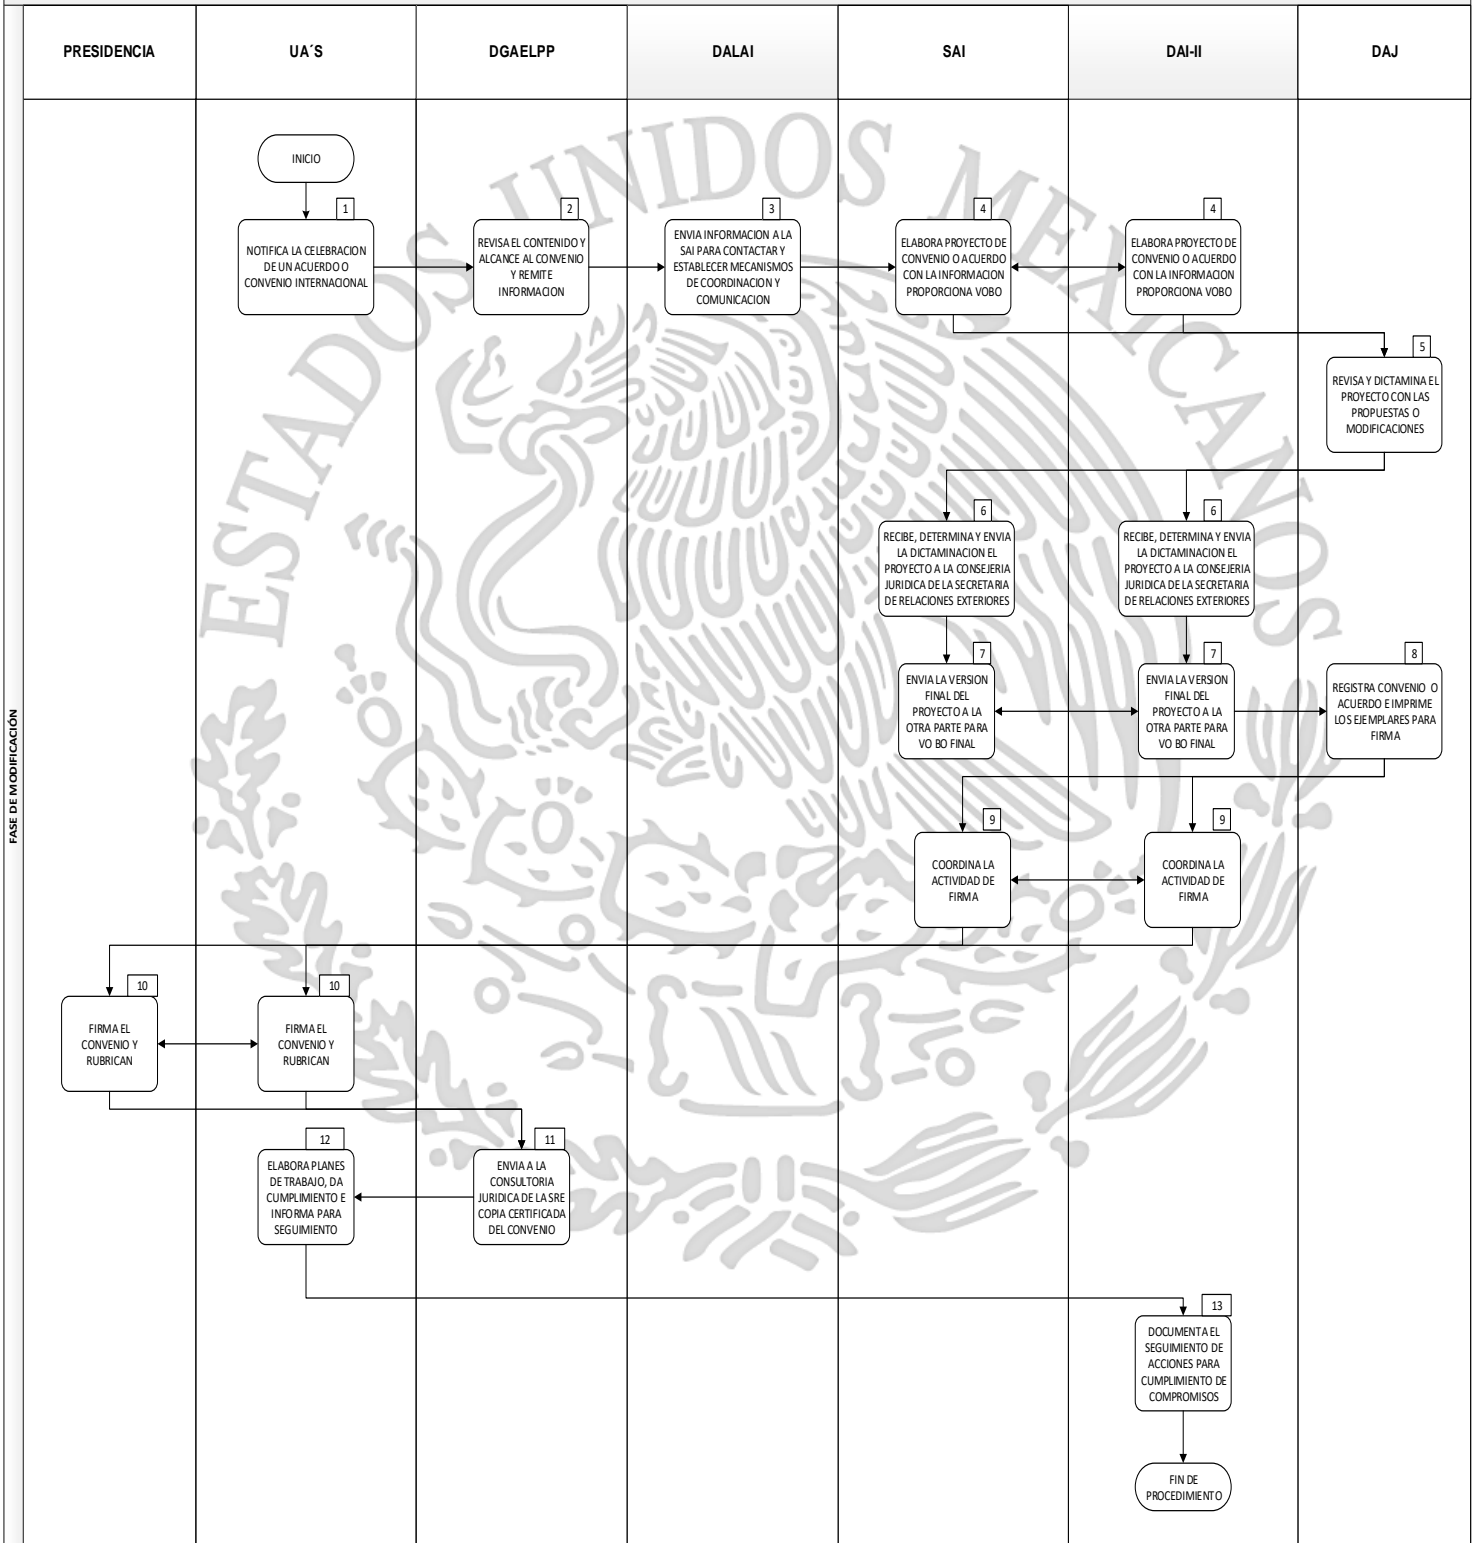 PRESIDENCIA
UA´S
DGAELPP
DALAI
SAI
DAI-II
DAJ
FASE DE MODIFICACIÓN
ESTADOS UNIDOS MEXICANOS
INICIO
1
NOTIFICA LA CELEBRACION
DE UN ACUERDO O
CONVENIO INTERNACIONAL
2
REVISA EL CONTENIDO Y
ALCANCE AL CONVENIO
Y REMITE
INFORMACION
3
ENVIA INFORMACION A LA
SAI PARA CONTACTAR Y
ESTABLECER MECANISMOS
DE COORDINACION Y
COMUNICACION
4
ELABORA PROYECTO DE
CONVENIO O ACUERDO
CON LA INFORMACION
PROPORCIONA VOBO
4
ELABORA PROYECTO DE
CONVENIO O ACUERDO
CON LA INFORMACION
PROPORCIONA VOBO
5
REVISA Y DICTAMINA EL
PROYECTO CON LAS
PROPUESTAS O
MODIFICACIONES
6
RECIBE, DETERMINA Y ENVIA
LA DICTAMINACION EL
PROYECTO A LA CONSEJERIA
JURIDICA DE LA SECRETARIA
DE RELACIONES EXTERIORES
6
RECIBE, DETERMINA Y ENVIA
LA DICTAMINACION EL
PROYECTO A LA CONSEJERIA
JURIDICA DE LA SECRETARIA
DE RELACIONES EXTERIORES
7
ENVIA LA VERSION
FINAL DEL
PROYECTO A LA
OTRA PARTE PARA
VO BO FINAL
7
ENVIA LA VERSION
FINAL DEL
PROYECTO A LA
OTRA PARTE PARA
VO BO FINAL
8
REGISTRA CONVENIO O
ACUERDO E IMPRIME
LOS EJEMPLARES PARA
FIRMA
9
COORDINA LA
ACTIVIDAD DE
FIRMA
9
COORDINA LA
ACTIVIDAD DE
FIRMA
10
FIRMA EL
CONVENIO Y
RUBRICAN
10
FIRMA EL
CONVENIO Y
RUBRICAN
12
ELABORA PLANES
DE TRABAJO, DA
CUMPLIMIENTO E
INFORMA PARA
SEGUIMIENTO
11
ENVIA A LA
CONSULTORIA
JURIDICA DE LA SRE
COPIA CERTIFICADA
DEL CONVENIO
13
DOCUMENTA EL
SEGUIMIENTO DE
ACCIONES PARA
CUMPLIMIENTO DE
COMPROMISOS
FIN DE
PROCEDIMIENTO